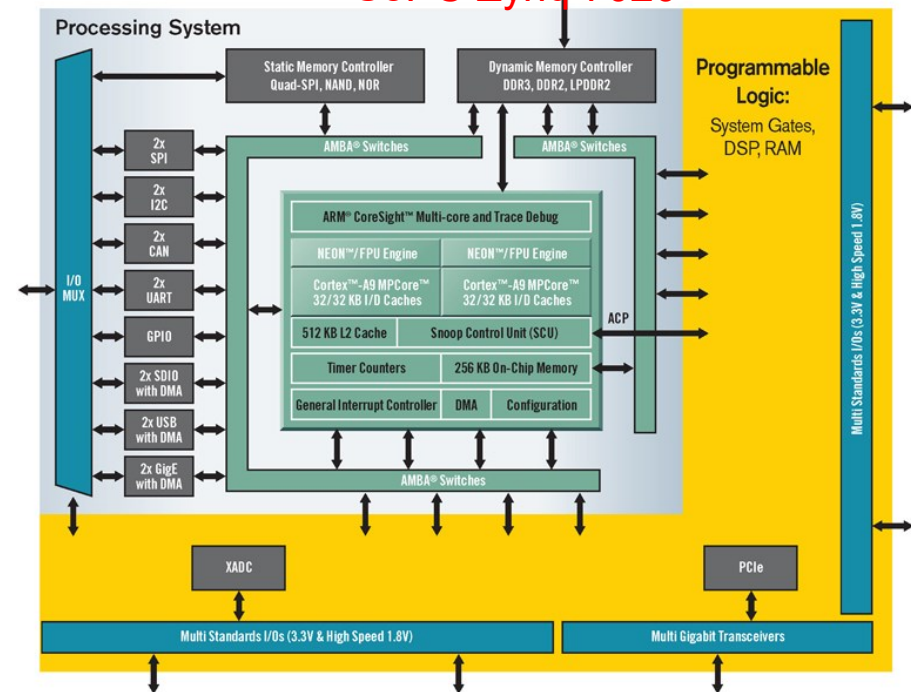 Processing System
Static Memory Controller
Quad-SPI, NAND, NOR
Dynamic Memory Controller
DDR3, DDR2, LPDDR2
Programmable
Logic:
System Gates,
DSP, RAM
2x
SPI
AMBA® Switches
AMBA® Switches
2x
I2C
ARM® CoreSight™ Multi-core and Trace Debug
2x
CAN
NEON™/FPU Engine
NEON™/FPU Engine
I/O
MUX
2x
UART
Cortex™-A9 MPCore™
32/32 KB I/D Caches
Cortex™-A9 MPCore™
32/32 KB I/D Caches
GPIO
512 KB L2 Cache
Snoop Control Unit (SCU)
ACP
2x SDIO
with DMA
Timer Counters
256 KB On-Chip Memory
2x USB
with DMA
General Interrupt Controller
DMA
Configuration
2x GigE
with DMA
AMBA® Switches
Multi Standards I/Os (3.3V & High Speed 1.8V)
XADC
PCIe
Multi Standards I/Os (3.3V & High Speed 1.8V)
Multi Gigabit Transceivers